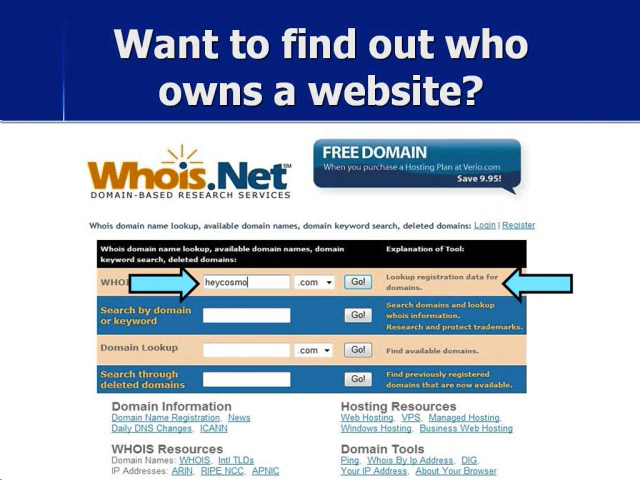 Want to find out who
owns a website?
Whois.Net SM
DOMAIN-BASED RESEARCH SERVICES
FREE DOMAIN
When you purchase a Hosting Plan at Verio.com
Save 9.95!
Whois domain name lookup, available domain names, domain keyword search, deleted domains: Login | Register
Whois domain name lookup, available domain names, domain
keyword search, deleted domains:
Explanation of Tool:
WHOI
heycosmo
.com
Go!
Lookup registration data for
domains.
Search by domain
or keyword
Go!
Search domains and lookup
whois information.
Research and protect trademarks.
Domain Lookup
.com
Go!
Find available domains.
Search through
deleted domains
Go!
Find previously registered
domains that are now available.
Domain Information
Domain Name Registration, News
Daily DNS Changes, ICANN
Hosting Resources
Web Hosting, VPS, Managed Hosting,
Windows Hosting, Business Web Hosting
WHOIS Resources
Domain Names: WHOIS, Intl TLDs
IP Addresses: ARIN, RIPE NCC, APNIC
Domain Tools
Ping, Whois By Ip Address, DIG,
Your IP Address, About Your Browser